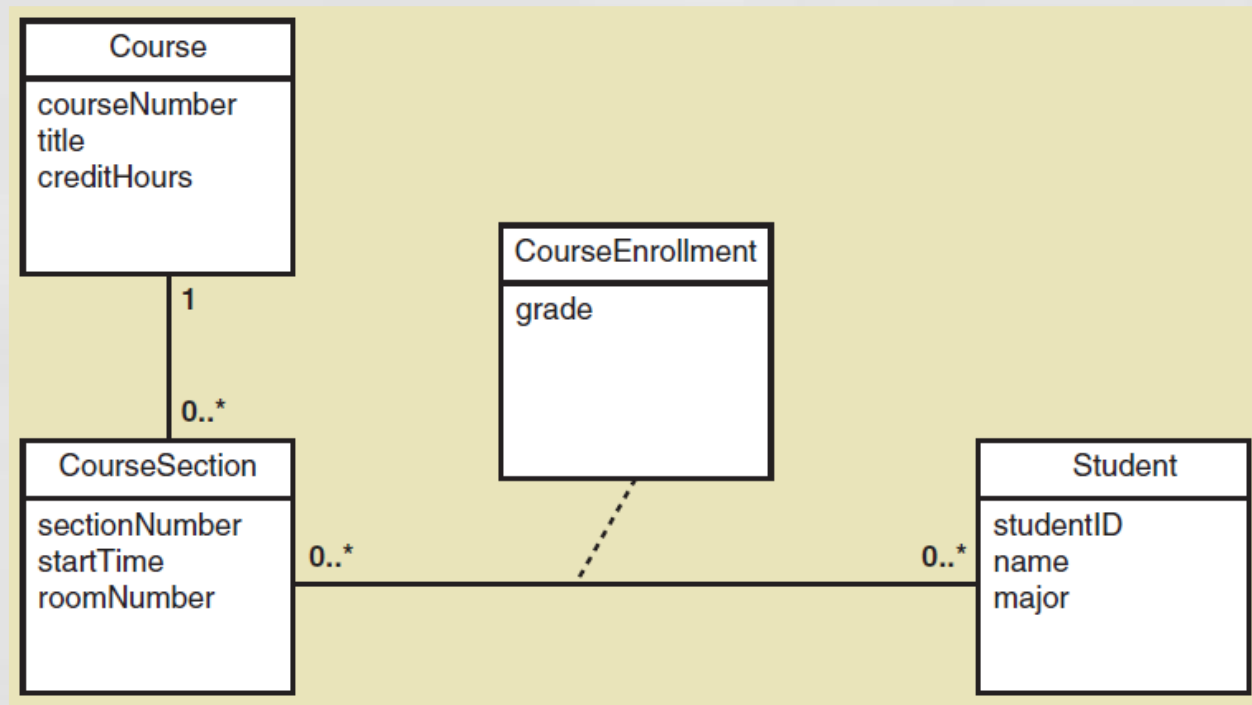 Course
courseNumber
title
creditHours
1
0..*
CourseEnrollment
grade
CourseSection
sectionNumber
startTime
roomNumber
0..*
0..*
Student
studentID
name
major